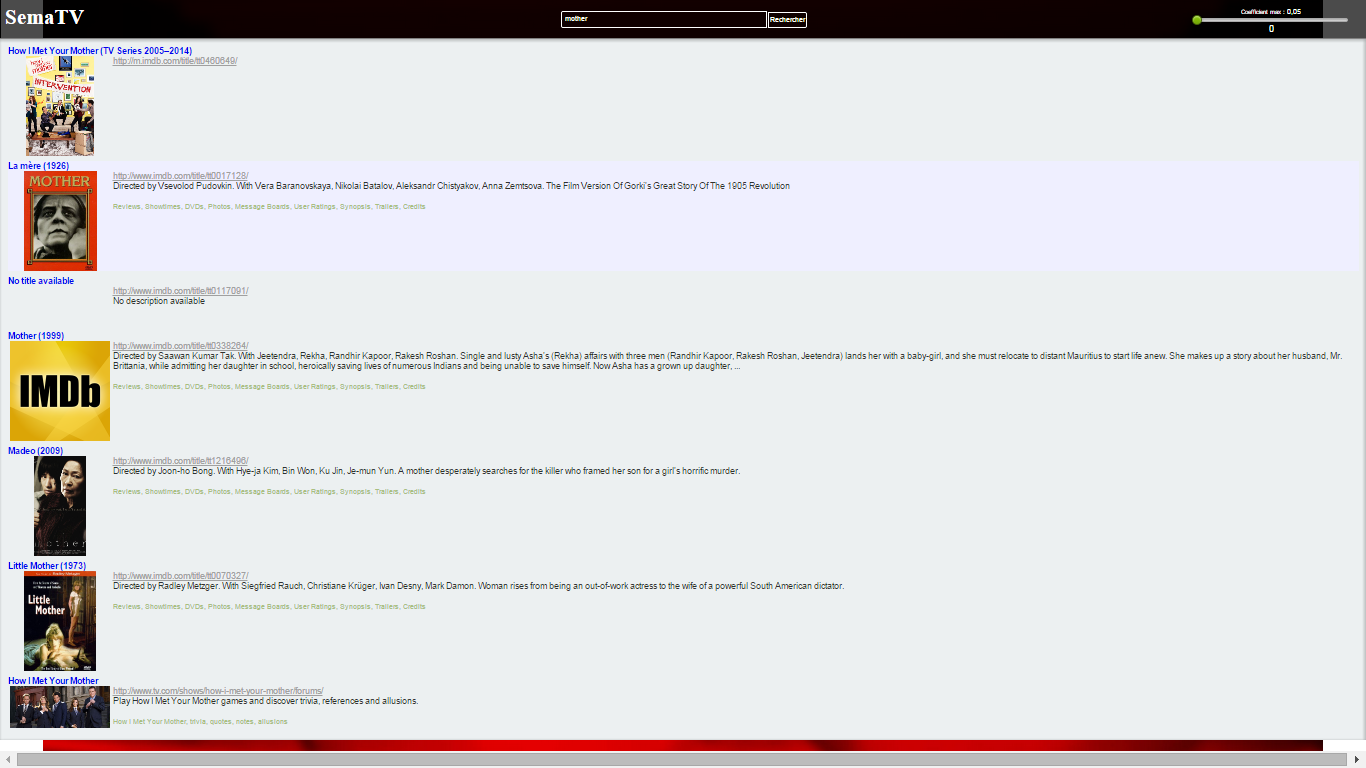 SemaTV
mother
Rechercher
Coefficient max : 0,05
0
How I Met Your Mother (TV Series 2005–2014)
http://m.imdb.com/title/tt0460649/
INTERVENTION
La mère (1926)
MOTHER
http://www.imdb.com/title/tt0017128/
Directed by Vsevolod Pudovkin. With Vera Baranovskaya, Nikolai Batalov, Aleksandr Chistyakov, Anna Zemtsova. The Film Version Of Gorki's Great Story Of The 1905 Revolution
Reviews, Showtimes, DVDs, Photos, Message Boards, User Ratings, Synopsis, Trailers, Credits
No title available
http://www.imdb.com/title/tt0117091/
No description available
Mother (1999)
IMDb
http://www.imdb.com/title/tt0338264/
Directed by Saawan Kumar Tak. With Jeetendra, Rekha, Randhir Kapoor, Rakesh Roshan. Single and lusty Asha's (Rekha) affairs with three men (Randhir Kapoor, Rakesh Roshan, Jeetendra) lands her with a baby-girl, and she must relocate to distant Mauritius to start life anew. She makes up a story about her husband, Mr.
Brittania, while admitting her daughter in school, heroically saving lives of numerous Indians and being unable to save himself. Now Asha has a grown up daughter, ...
Reviews, Showtimes, DVDs, Photos, Message Boards, User Ratings, Synopsis, Trailers, Credits
Madeo (2009)
mother
http://www.imdb.com/title/tt1216496/
Directed by Joon-ho Bong. With Hye-ja Kim, Bin Won, Ku Jin, Je-mun Yun. A mother desperately searches for the killer who framed her son for a girl's horrific murder.
Reviews, Showtimes, DVDs, Photos, Message Boards, User Ratings, Synopsis, Trailers, Credits
Little Mother (1973)
Little
Mother
http://www.imdb.com/title/tt0070327/
Directed by Radley Metzger. With Siegfried Rauch, Christiane Krüger, Ivan Desny, Mark Damon. Woman rises from being an out-of-work actress to the wife of a powerful South American dictator.
Reviews, Showtimes, DVDs, Photos, Message Boards, User Ratings, Synopsis, Trailers, Credits
How I Met Your Mother
http://www.tv.com/shows/how-i-met-your-mother/forums/
Play How I Met Your Mother games and discover trivia, references and allusions.
How I Met Your Mother, trivia, quotes, notes, allusions